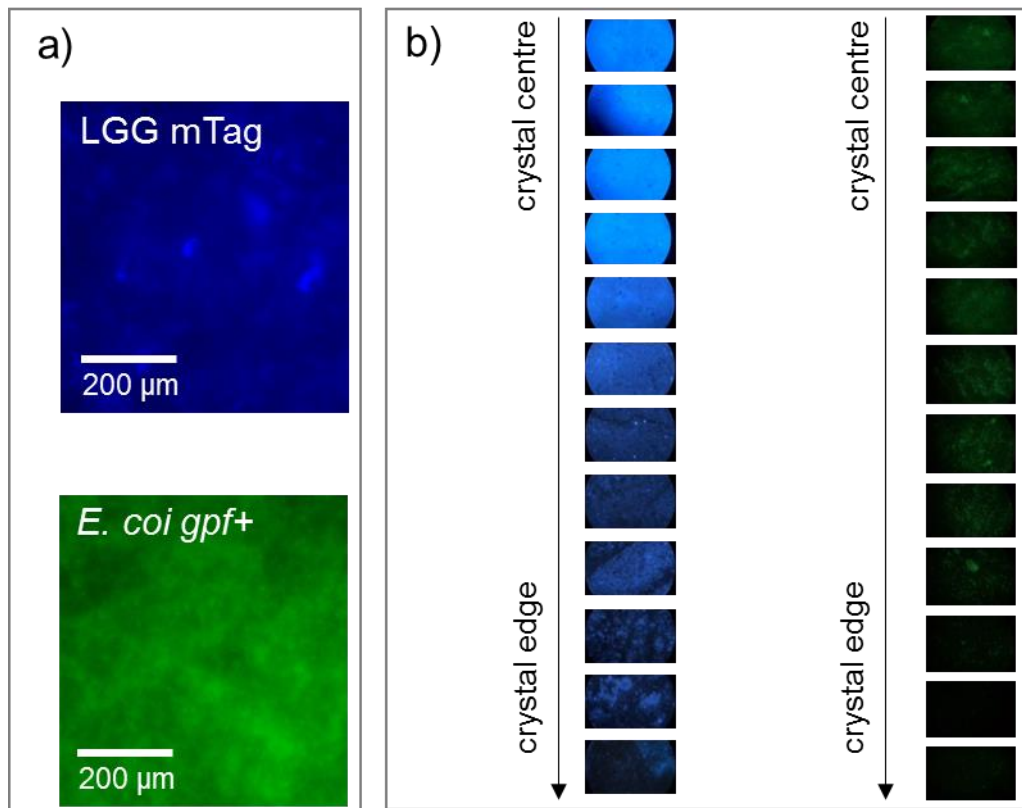 a)
LGG mTag
200 µm
E. coi gpf+
200 µm
b)
crystal centre
crystal edge
crystal centre
crystal edge